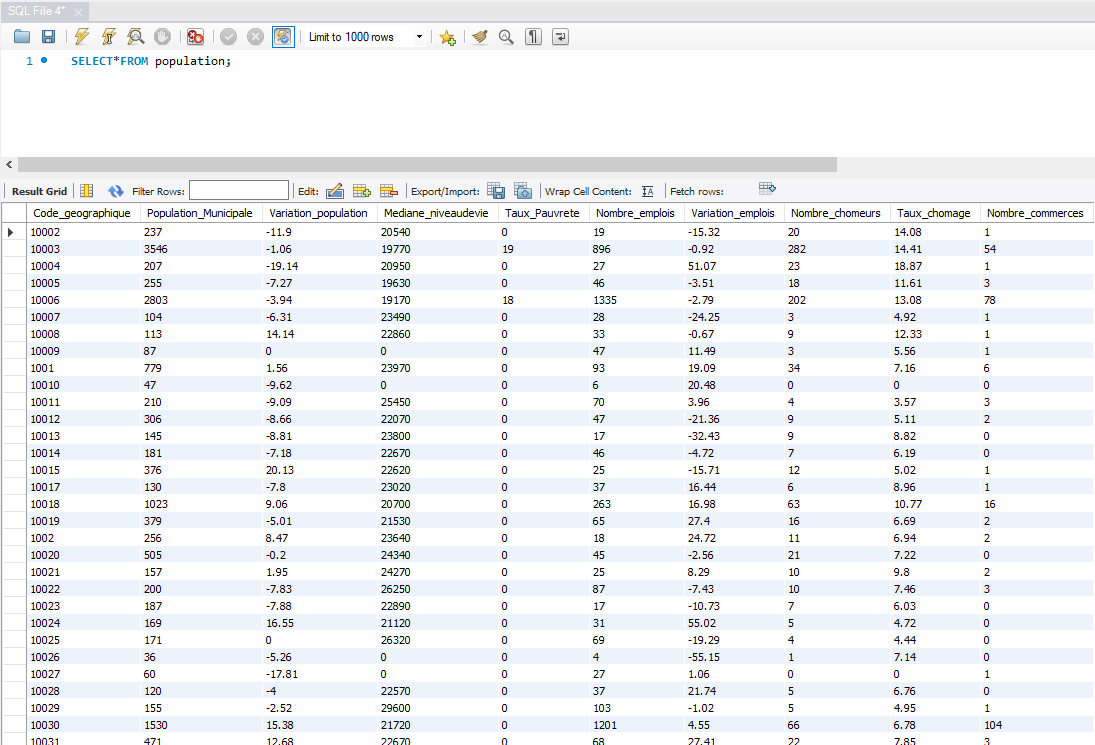 SQL File 4*
Limit to 1000 rows
1 SELECT*FROM population;
Result Grid Filter Rows: Edit: Export/Import: Wrap Cell Content: Fetch rows:
Code_geographique Population_Municipale Variation_population Mediane_niveaudevie Taux_Pauvrete Nombre_emplois Variation_emplois Nombre_chomeurs Taux_chomage Nombre_commerces
10002 237 -11.9 20540 0 19 -15.32 20 14.08 1
10003 3546 -1.06 19770 19 896 -0.92 282 14.41 54
10004 207 -19.14 20950 0 27 51.07 23 18.87 1
10005 255 -7.27 19630 0 46 -3.51 18 11.61 3
10006 2803 -3.94 19170 18 1335 -2.79 202 13.08 78
10007 104 -6.31 23490 0 28 -24.25 3 4.92 1
10008 113 14.14 22860 0 33 -0.67 9 12.33 1
10009 87 0 0 0 47 11.49 3 5.56 1
1001 779 1.56 23970 0 93 19.09 34 7.16 6
10010 47 -9.62 0 0 6 20.48 0 0 0
10011 210 -9.09 25450 0 70 3.96 4 3.57 3
10012 306 -8.66 22070 0 47 -21.36 9 5.11 2
10013 145 -8.81 23800 0 17 -32.43 9 8.82 0
10014 181 -7.18 22670 0 46 -4.72 7 6.19 0
10015 376 20.13 22620 0 25 -15.71 12 5.02 1
10017 130 -7.8 23020 0 37 16.44 6 8.96 1
10018 1023 9.06 20700 0 263 16.98 63 10.77 16
10019 379 -5.01 21530 0 65 27.4 16 6.69 2
1002 256 8.47 23640 0 18 24.72 11 6.94 2
10020 505 -0.2 24340 0 45 -2.56 21 7.22 0
10021 157 1.95 24270 0 25 8.29 10 9.8 2
10022 200 -7.83 26250 0 87 -7.43 10 7.46 3
10023 187 -7.88 22890 0 17 -10.73 7 6.03 0
10024 169 16.55 21120 0 31 55.02 5 4.72 0
10025 171 0 26320 0 69 -19.29 4 4.44 0
10026 36 -5.26 0 0 4 -55.15 1 7.14 0
10027 60 -17.81 0 0 27 1.06 0 0 1
10028 120 -4 22570 0 37 21.74 5 6.76 0
10029 155 -2.52 29600 0 103 -1.02 5 4.95 1
10030 1530 15.38 21720 0 1201 4.55 66 6.78 104
10031 471 12.68 22670 0 68 27.41 22 7.85 3